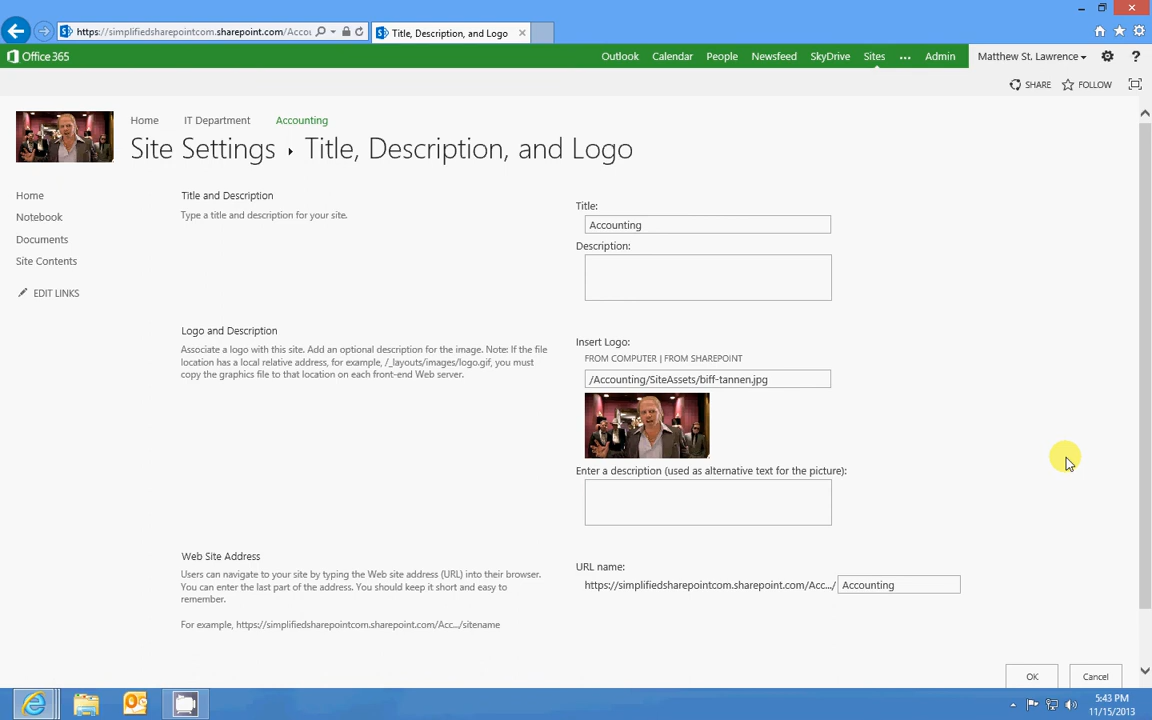 https://simplifiedsharepointcom.sharepoint.com/Accou
Title, Description, and Logo
Office 365
Outlook Calendar People Newsfeed SkyDrive Sites ... Admin Matthew St. Lawrence ?
SHARE FOLLOW
Home IT Department Accounting
Site Settings ▸ Title, Description, and Logo
Home
Notebook
Documents
Site Contents
EDIT LINKS
Title and Description
Type a title and description for your site.
Title:
Accounting
Description:
Logo and Description
Associate a logo with this site. Add an optional description for the image. Note: If the file
location has a local relative address, for example, /_layouts/images/logo.gif, you must
copy the graphics file to that location on each front-end Web server.
Insert Logo:
FROM COMPUTER | FROM SHAREPOINT
/Accounting/SiteAssets/biff-tannen.jpg
Enter a description (used as alternative text for the picture):
Web Site Address
Users can navigate to your site by typing the Web site address (URL) into their browser.
You can enter the last part of the address. You should keep it short and easy to
remember.
For example, https://simplifiedsharepointcom.sharepoint.com/Acc.../sitename
URL name:
https://simplifiedsharepointcom.sharepoint.com/Acc.../ Accounting
OK Cancel
5:43 PM
11/15/2013